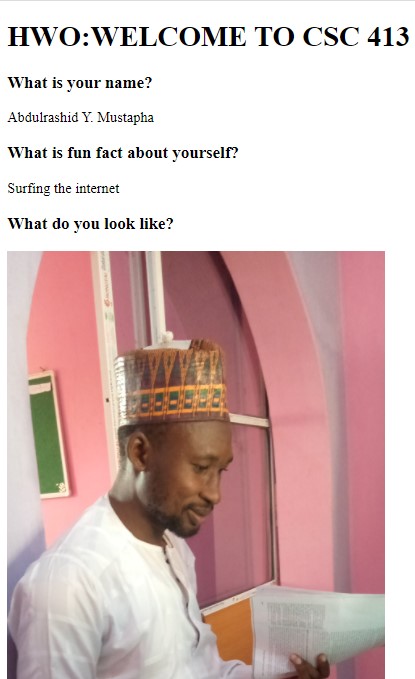 HWO:WELCOME TO CSC 413
What is your name?
Abdulrashid Y. Mustapha
What is fun fact about yourself?
Surfing the internet
What do you look like?